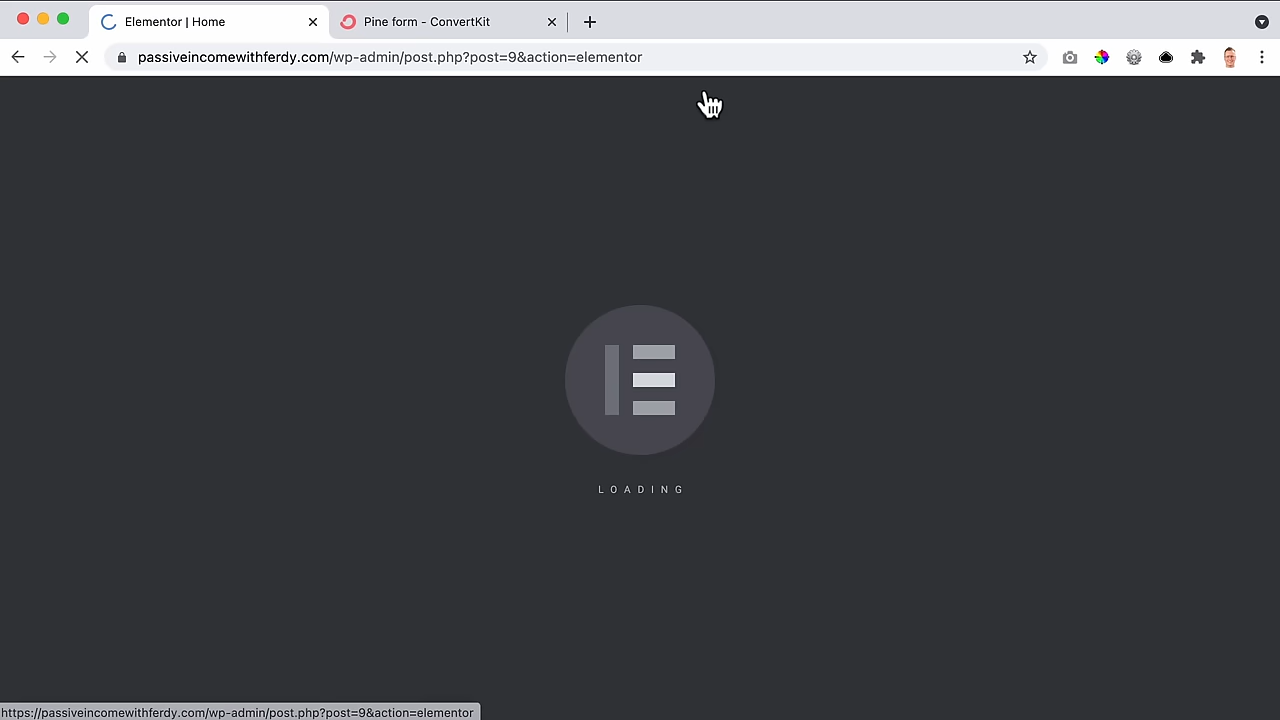 Elementor | Home
Pine form - ConvertKit
passiveincomewithferdy.com/wp-admin/post.php?post=9&action=elementor
LOADING
https://passiveincomewithferdy.com/wp-admin/post.php?post=9&action=elementor